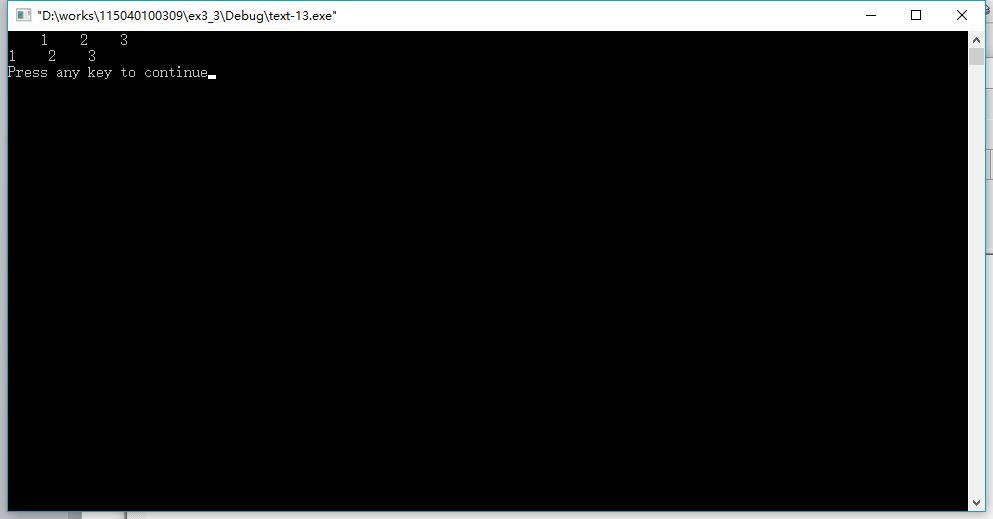 "D:\works\115040100309\ex3_3\Debug\text-13.exe"
    1    2    3
1    2    3
Press any key to continue